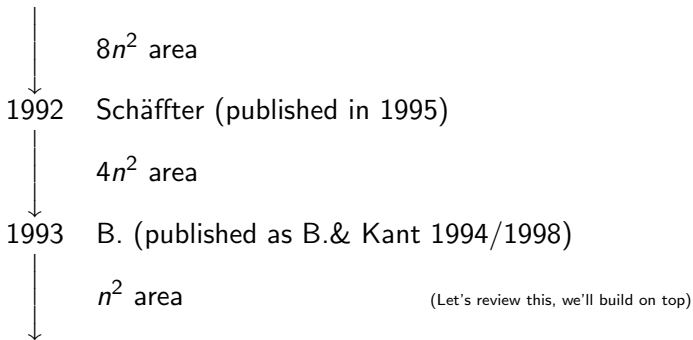 8n² area
1992 Schäffter (published in 1995)
4n² area
1993 B. (published as B.& Kant 1994/1998)
n² area (Let's review this, we'll build on top)